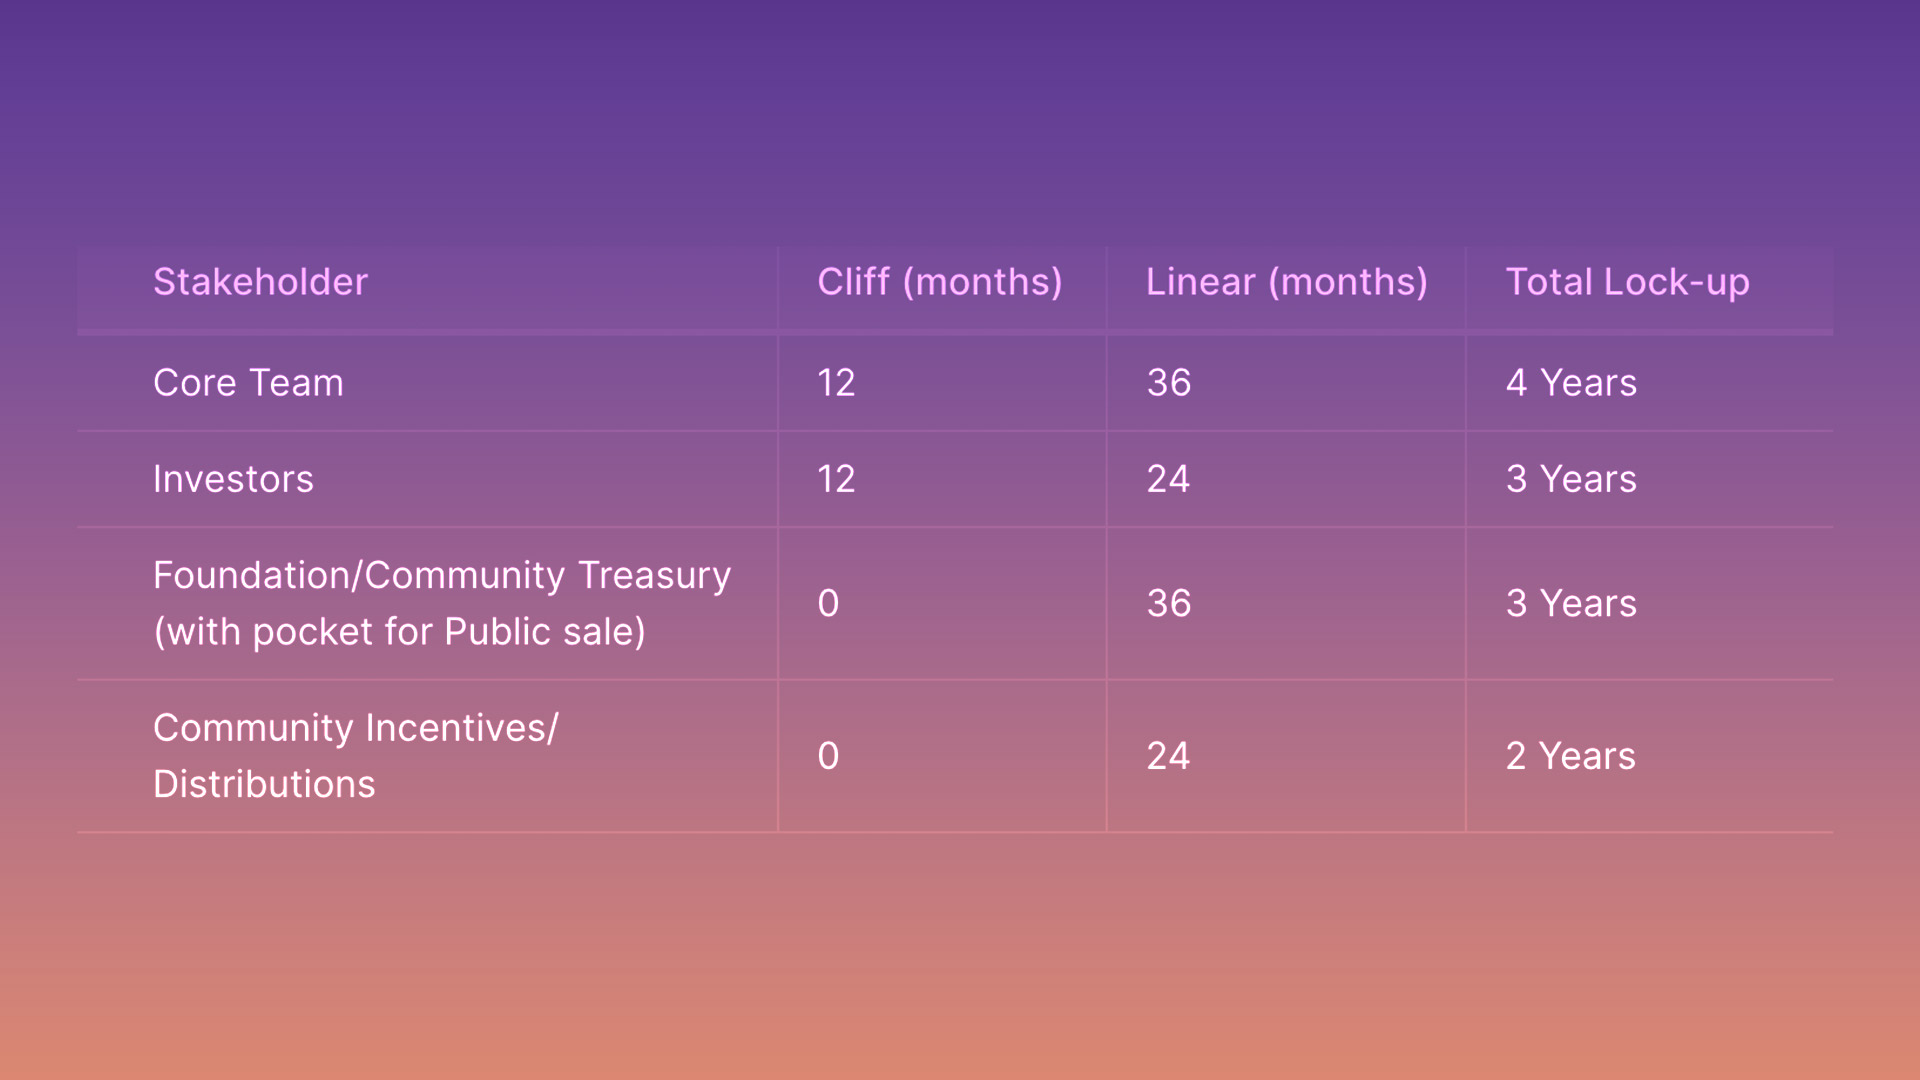 Stakeholder Cliff (months) Linear (months) Total Lock-up
Core Team 12 36 4 Years
Investors 12 24 3 Years
Foundation/Community Treasury
(with pocket for Public sale) 0 36 3 Years
Community Incentives/
Distributions 0 24 2 Years